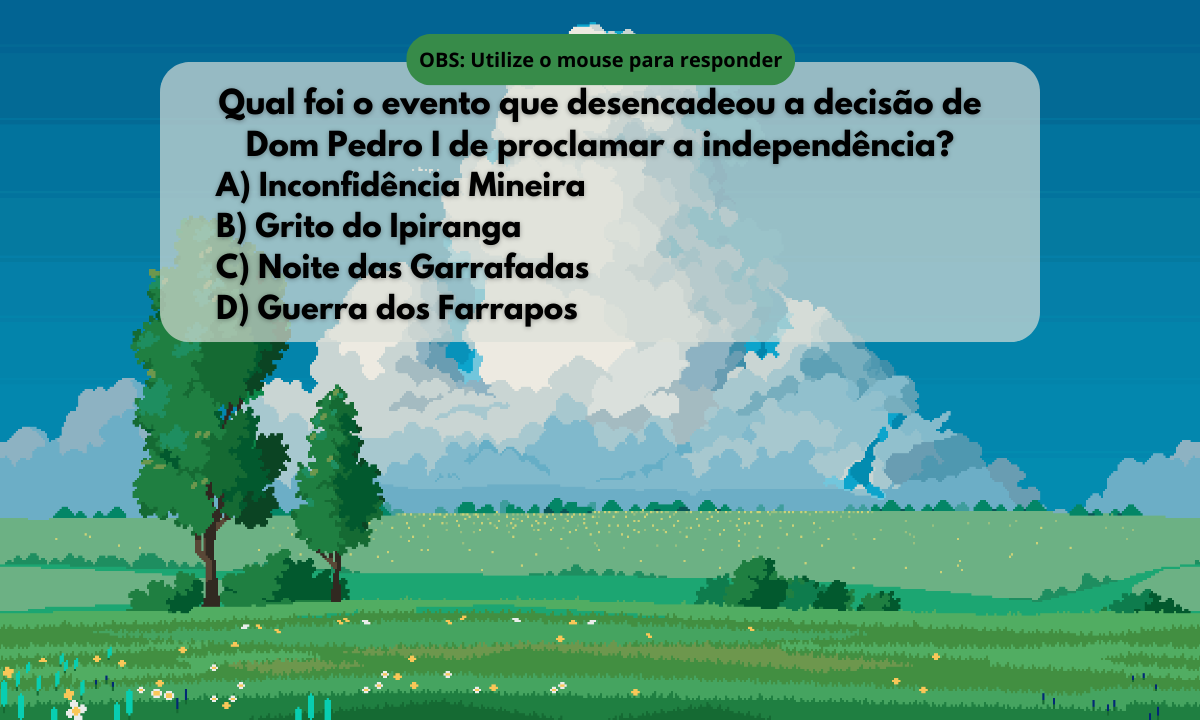 OBS: Utilize o mouse para responder
Qual foi o evento que desencadeou a decisão de
Dom Pedro I de proclamar a independência?
A) Inconfidência Mineira
B) Grito do Ipiranga
C) Noite das Garrafadas
D) Guerra dos Farrapos